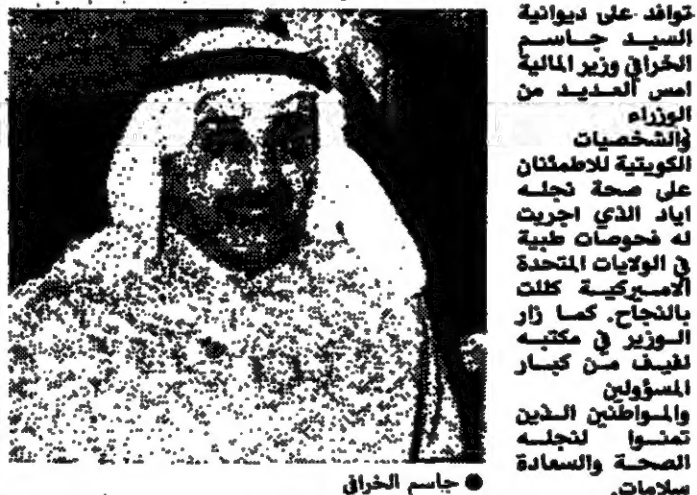 توافد على ديوانية
السيد جاسم
الخرافي وزير المالية
امس العديد من
الوزراء
والشخصيات
الكويتية للاطمئنان
على صحة نجله
اياد الذي اجريت
له فحوصات طبية
في الولايات المتحدة
الاميركية كللت
بالنجاح. كما زار
الوزير في مكتبه
لفيف من كبار
المسؤولين
والمواطنين الذين
تمنوا لنجله
الصحة والسعادة
سلامات.
● جاسم الخرافي